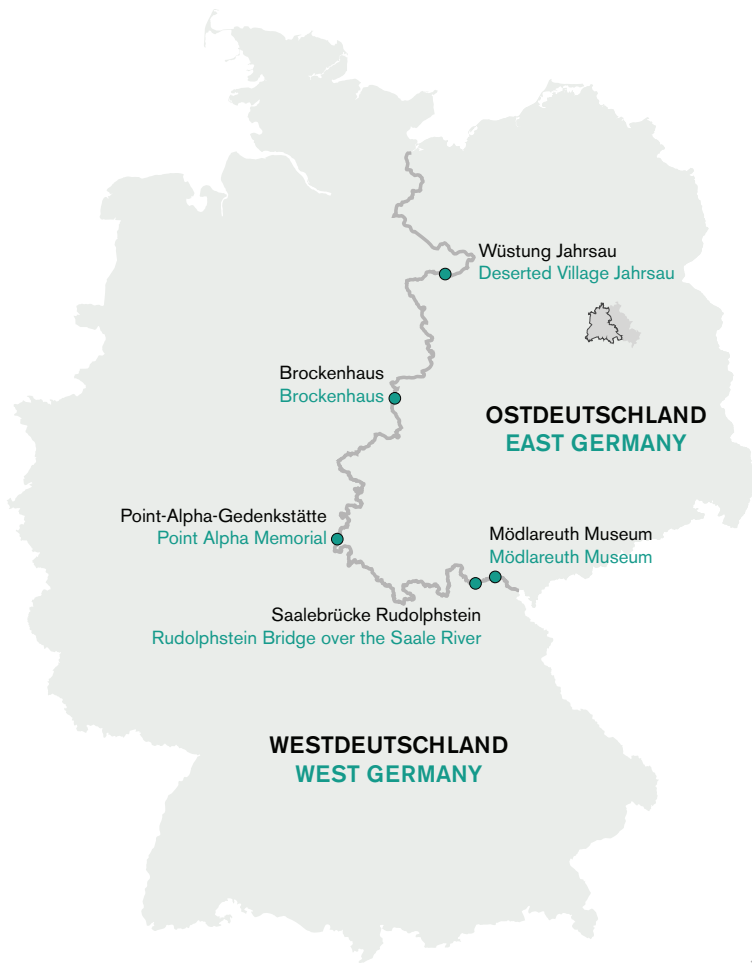 Wüstung Jahrsau
Deserted Village Jahrsau
Brockenhaus
Brockenhaus
OSTDEUTSCHLAND
EAST GERMANY
Point-Alpha-Gedenkstätte
Point Alpha Memorial
Mödlareuth Museum
Mödlareuth Museum
Saalebrücke Rudolphstein
Rudolphstein Bridge over the Saale River
WESTDEUTSCHLAND
WEST GERMANY